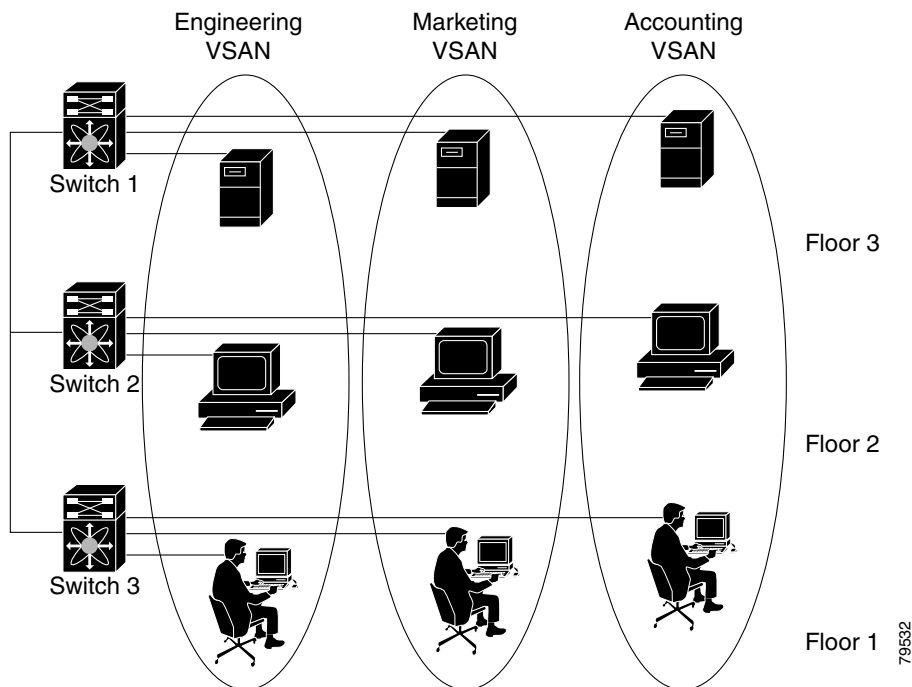 Engineering
VSAN
Marketing
VSAN
Accounting
VSAN
Switch 1
Floor 3
Switch 2
Floor 2
Switch 3
Floor 1
79532